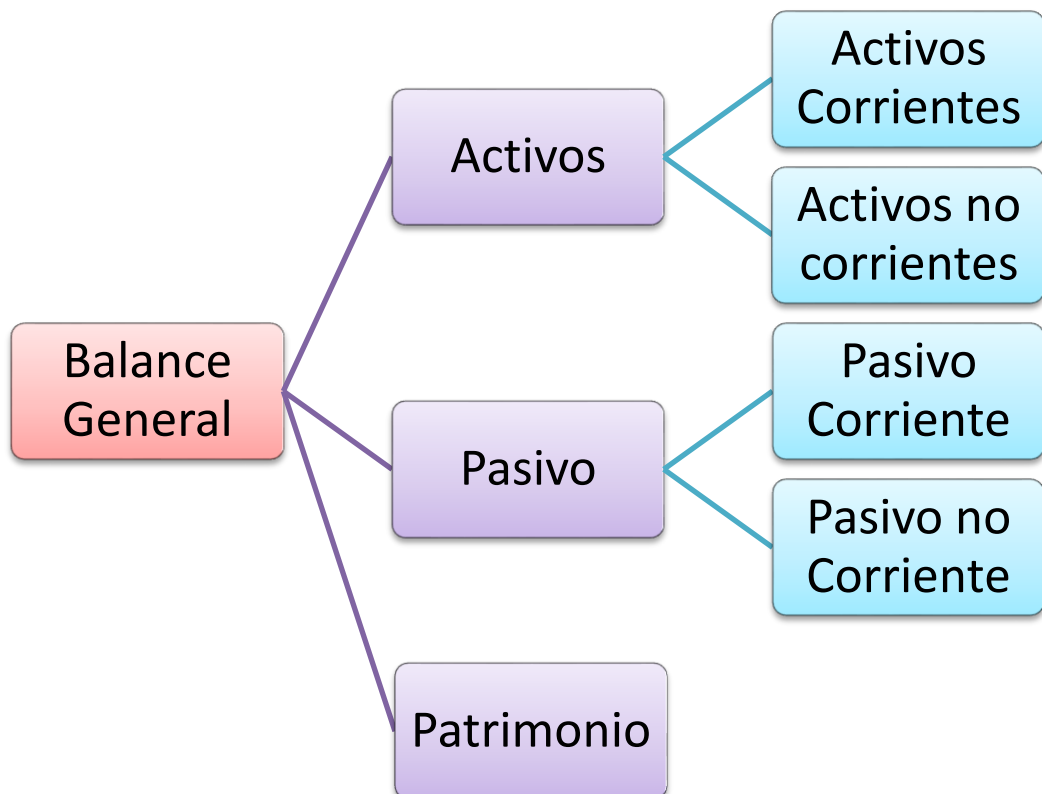 Balance
General
Activos
Activos
Corrientes
Activos no
corrientes
Pasivo
Pasivo
Corriente
Pasivo no
Corriente
Patrimonio